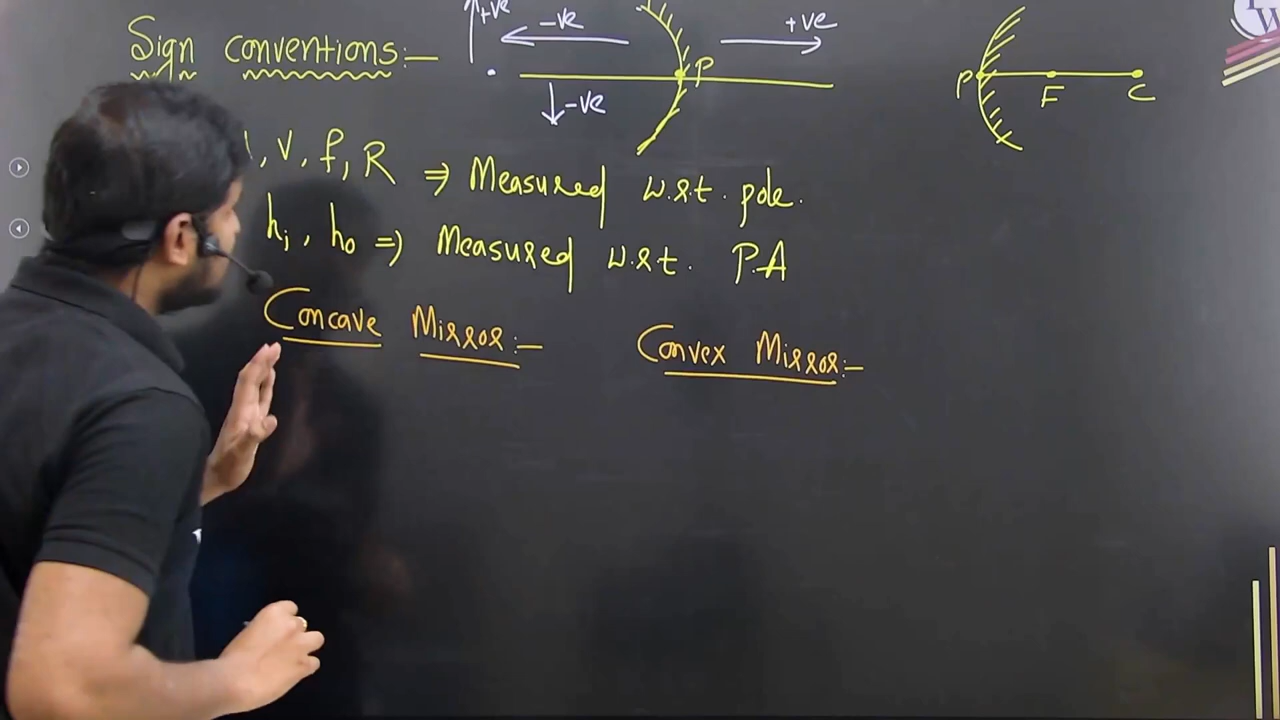 Sign conventions:-
+ve
-ve
+ve
-ve
P
P F C
, v, f, R ⇒ Measured w.r.t. pole.
hi, ho ⇒ Measured w.r.t. P.A
Concave Mirror:-
Convex Mirror:-